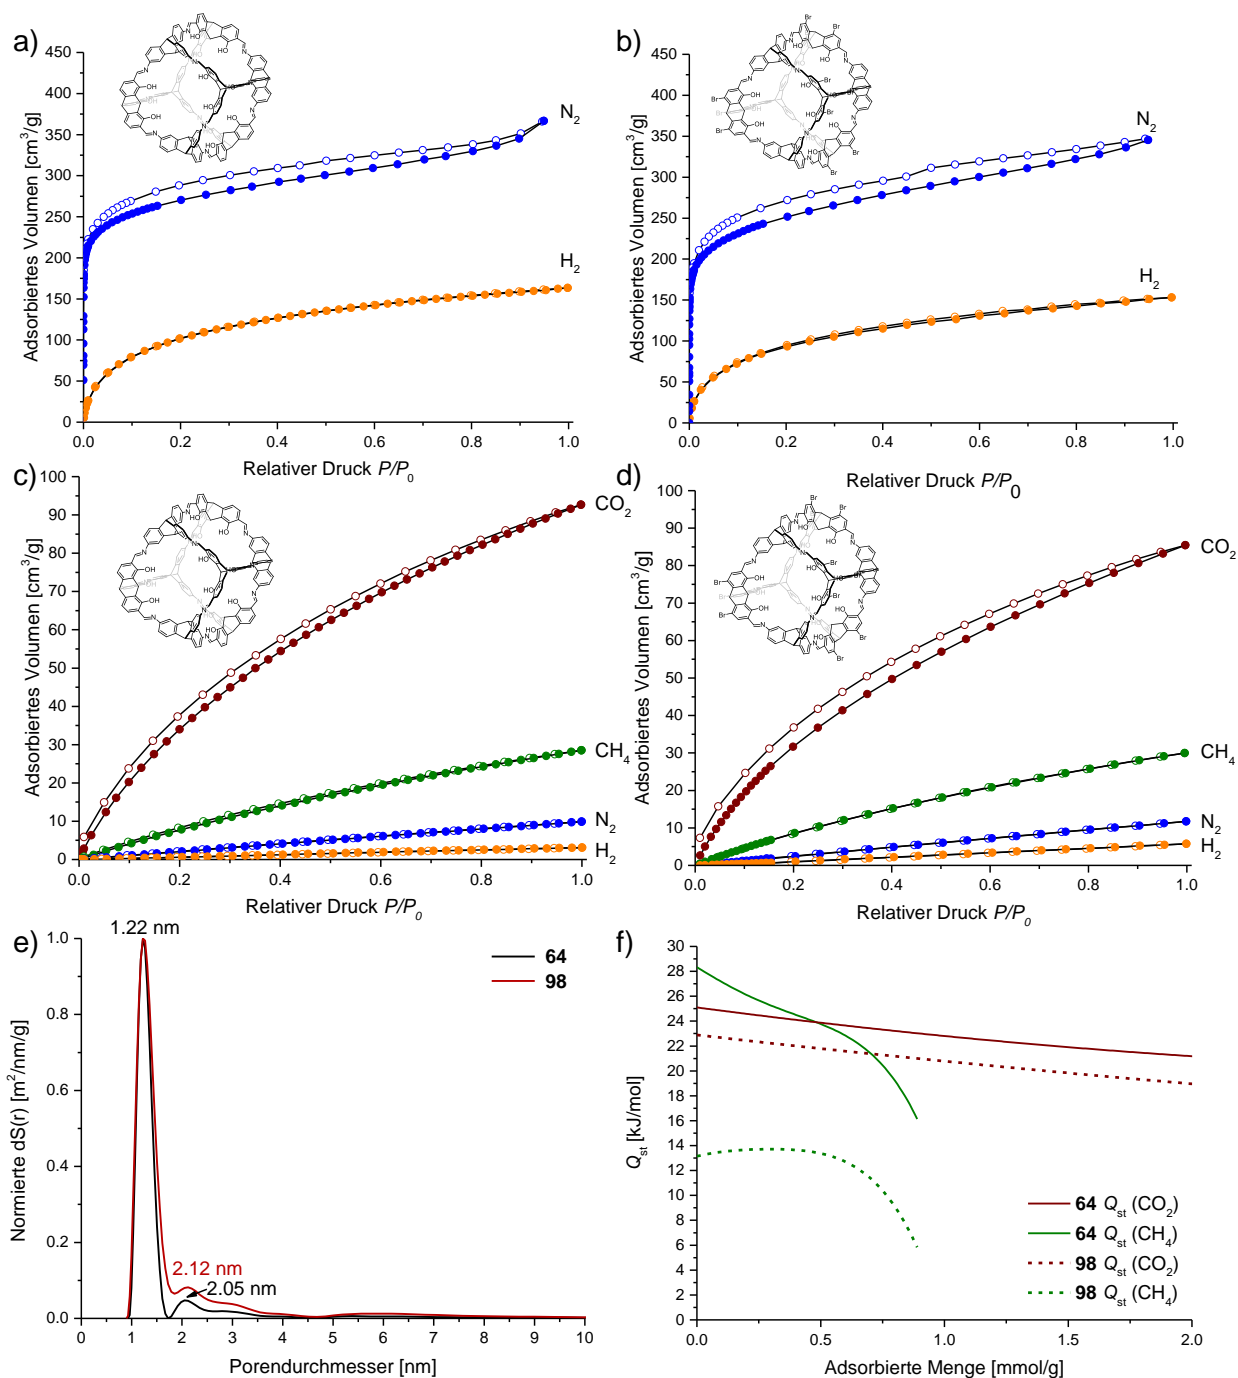 a)
N2
H2
Adsorbiertes Volumen [cm³/g]
450
400
350
300
250
200
150
100
50
0
0.0 0.2 0.4 0.6 0.8 1.0
Relativer Druck P/P0
b)
N2
H2
Adsorbiertes Volumen [cm³/g]
450
400
350
300
250
200
150
100
50
0
0.0 0.2 0.4 0.6 0.8 1.0
Relativer Druck P/P0
c)
CO2
CH4
N2
H2
Adsorbiertes Volumen [cm³/g]
100
90
80
70
60
50
40
30
20
10
0
0.0 0.2 0.4 0.6 0.8 1.0
Relativer Druck P/P0
d)
CO2
CH4
N2
H2
Adsorbiertes Volumen [cm³/g]
100
90
80
70
60
50
40
30
20
10
0
0.0 0.2 0.4 0.6 0.8 1.0
Relativer Druck P/P0
e)
1.22 nm
64
98
2.12 nm
2.05 nm
Normierte dS(r) [m²/nm/g]
1.0
0.8
0.6
0.4
0.2
0.0
0 1 2 3 4 5 6 7 8 9 10
Porendurchmesser [nm]
f)
Qst [kJ/mol]
30
28
26
24
22
20
18
16
14
12
10
8
6
4
2
0
0.0 0.5 1.0 1.5 2.0
64 Qst (CO2)
64 Qst (CH4)
98 Qst (CO2)
98 Qst (CH4)
Adsorbierte Menge [mmol/g]